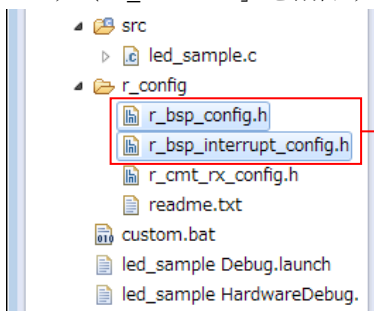 src
led_sample.c
r_config
r_bsp_config.h
r_bsp_interrupt_config.h
r_cmt_rx_config.h
readme.txt
custom.bat
led_sample Debug.launch
led_sample HardwareDebug.